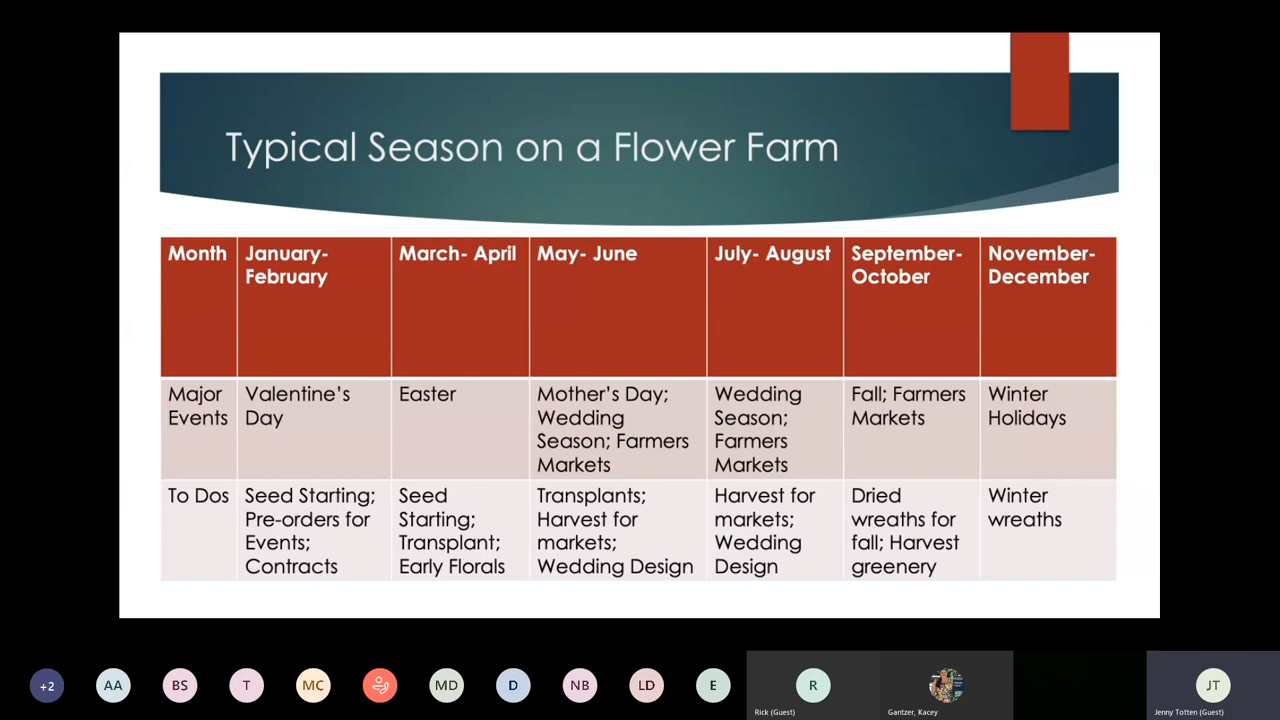 Typical Season on a Flower Farm
Month
January-
February
March- April
May- June
July- August
September-
October
November-
December
Major
Events
Valentine's
Day
Easter
Mother's Day;
Wedding
Season; Farmers
Markets
Wedding
Season;
Farmers
Markets
Fall; Farmers
Markets
Winter
Holidays
To Dos
Seed Starting;
Pre-orders for
Events;
Contracts
Seed
Starting;
Transplant;
Early Florals
Transplants;
Harvest for
markets;
Wedding Design
Harvest for
markets;
Wedding
Design
Dried
wreaths for
fall; Harvest
greenery
Winter
wreaths
+2
AA
BS
T
MC
MD
D
NB
LD
E
R
JT
Rick (Guest)
Gantzer, Kacey
Jenny Totten (Guest)